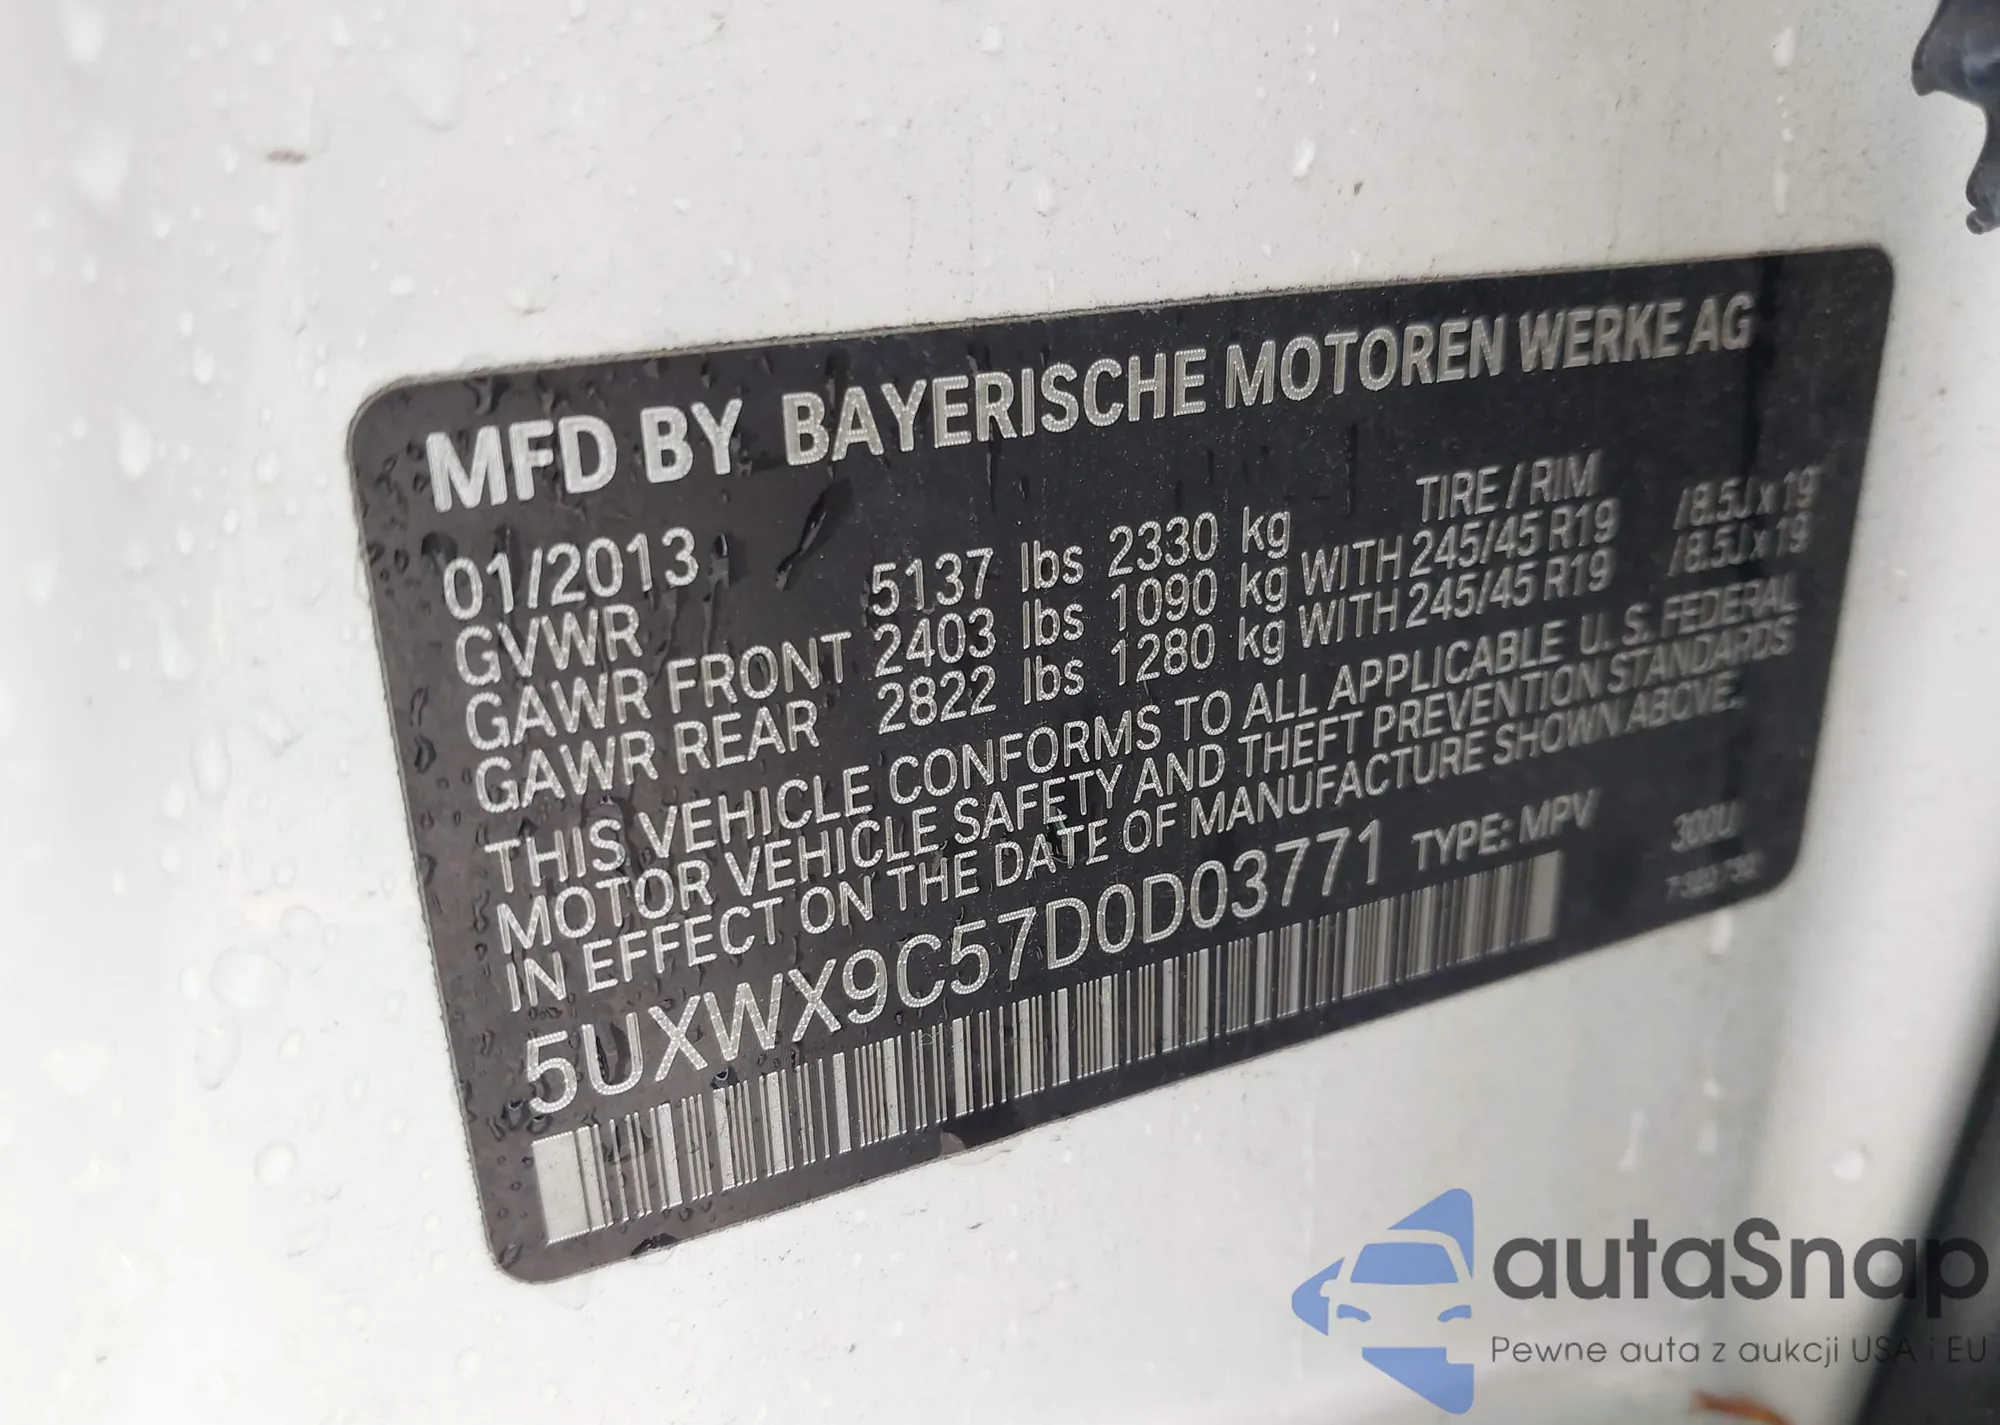 MFD BY BAYERISCHE MOTOREN WERKE AG
01/2013 TIRE / RIM
GVWR 5137 lbs 2330 kg
GAWR FRONT 2403 lbs 1090 kg WITH 245/45 R19 /8.5J x 19
GAWR REAR 2822 lbs 1280 kg WITH 245/45 R19 /8.5J x 19
THIS VEHICLE CONFORMS TO ALL APPLICABLE U. S. FEDERAL
MOTOR VEHICLE SAFETY AND THEFT PREVENTION STANDARDS
IN EFFECT ON THE DATE OF MANUFACTURE SHOWN ABOVE.
5UXWX9C57D0D03771 TYPE: MPV 300U
autaSnap
Pewne auta z aukcji USA i EU